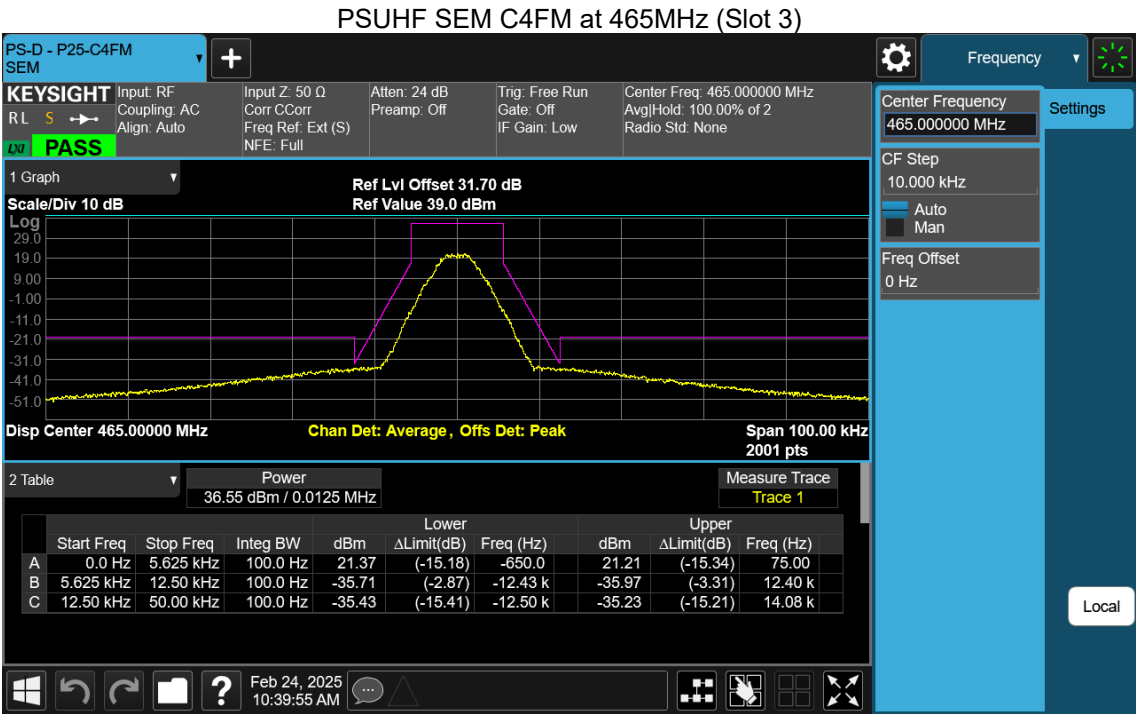 PSUHF SEM C4FM at 465MHz (Slot 3)
PS-D - P25-C4FM
SEM
+
Frequency
KEYSIGHT
RL S
LXI PASS
Input: RF
Coupling: AC
Align: Auto
Input Z: 50 Ω
Corr CCorr
Freq Ref: Ext (S)
NFE: Full
Atten: 24 dB
Preamp: Off
Trig: Free Run
Gate: Off
IF Gain: Low
Center Freq: 465.000000 MHz
Avg|Hold: 100.00% of 2
Radio Std: None
Center Frequency
465.000000 MHz
Settings
CF Step
10.000 kHz
Auto
Man
Freq Offset
0 Hz
1 Graph
Ref Lvl Offset 31.70 dB
Scale/Div 10 dB
Ref Value 39.0 dBm
Log
29.0
19.0
9.00
-1.00
-11.0
-21.0
-31.0
-41.0
-51.0
Disp Center 465.00000 MHz
Chan Det: Average , Offs Det: Peak
Span 100.00 kHz
2001 pts
2 Table
Power
36.55 dBm / 0.0125 MHz
Measure Trace
Trace 1
Lower Upper
Start Freq Stop Freq Integ BW dBm ΔLimit(dB) Freq (Hz) dBm ΔLimit(dB) Freq (Hz)
A 0.0 Hz 5.625 kHz 100.0 Hz 21.37 (-15.18) -650.0 21.21 (-15.34) 75.00
B 5.625 kHz 12.50 kHz 100.0 Hz -35.71 (-2.87) -12.43 k -35.97 (-3.31) 12.40 k
C 12.50 kHz 50.00 kHz 100.0 Hz -35.43 (-15.41) -12.50 k -35.23 (-15.21) 14.08 k
Local
?
Feb 24, 2025
10:39:55 AM